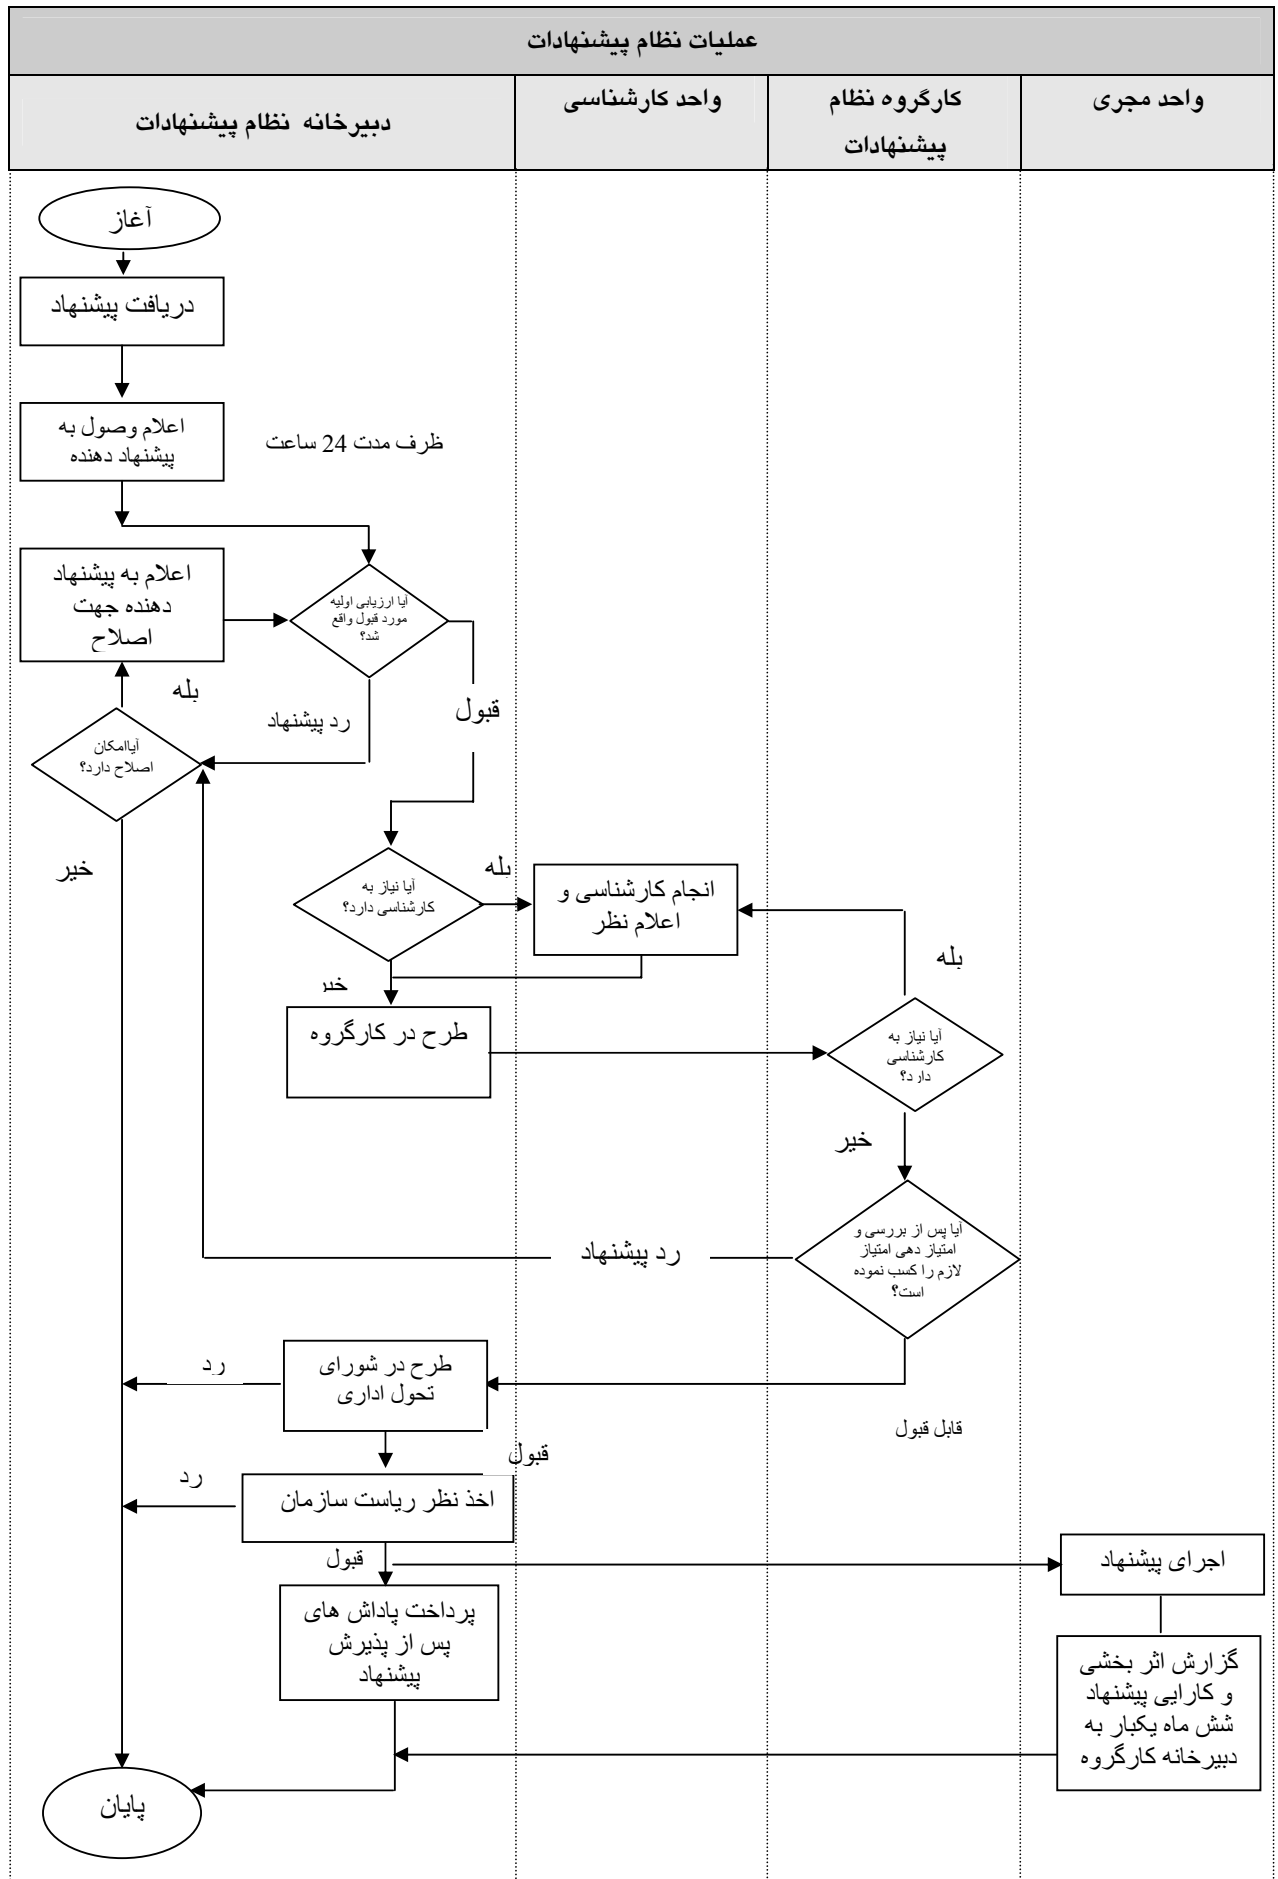 عملیات نظام پیشنهادات
واحد مجری
کارگروه نظام
پیشنهادات
واحد کارشناسی
دبیرخانه نظام پیشنهادات
آغاز
دریافت پیشنهاد
اعلام وصول به
پیشنهاد دهنده
ظرف مدت 24 ساعت
اعلام به پیشنهاد
دهنده جهت
اصلاح
آیا ارزیابی اولیه
مورد قبول واقع
شد؟
بله
رد پیشنهاد
قبول
آیاامکان
اصلاح دارد؟
خیر
آیا نیاز به
کارشناسی دارد؟
بله
انجام کارشناسی و
اعلام نظر
بله
خیر
طرح در کارگروه
آیا نیاز به
کارشناسی
دارد؟
خیر
آیا پس از بررسی و
امتیاز دهی امتیاز
لازم را کسب نموده
است؟
رد پیشنهاد
طرح در شورای
تحول اداری
رد
قابل قبول
قبول
اخذ نظر ریاست سازمان
رد
قبول
اجرای پیشنهاد
پرداخت پاداش های
پس از پذیرش
پیشنهاد
گزارش اثر بخشی
و کارایی پیشنهاد
شش ماه یکبار به
دبیرخانه کارگروه
پایان